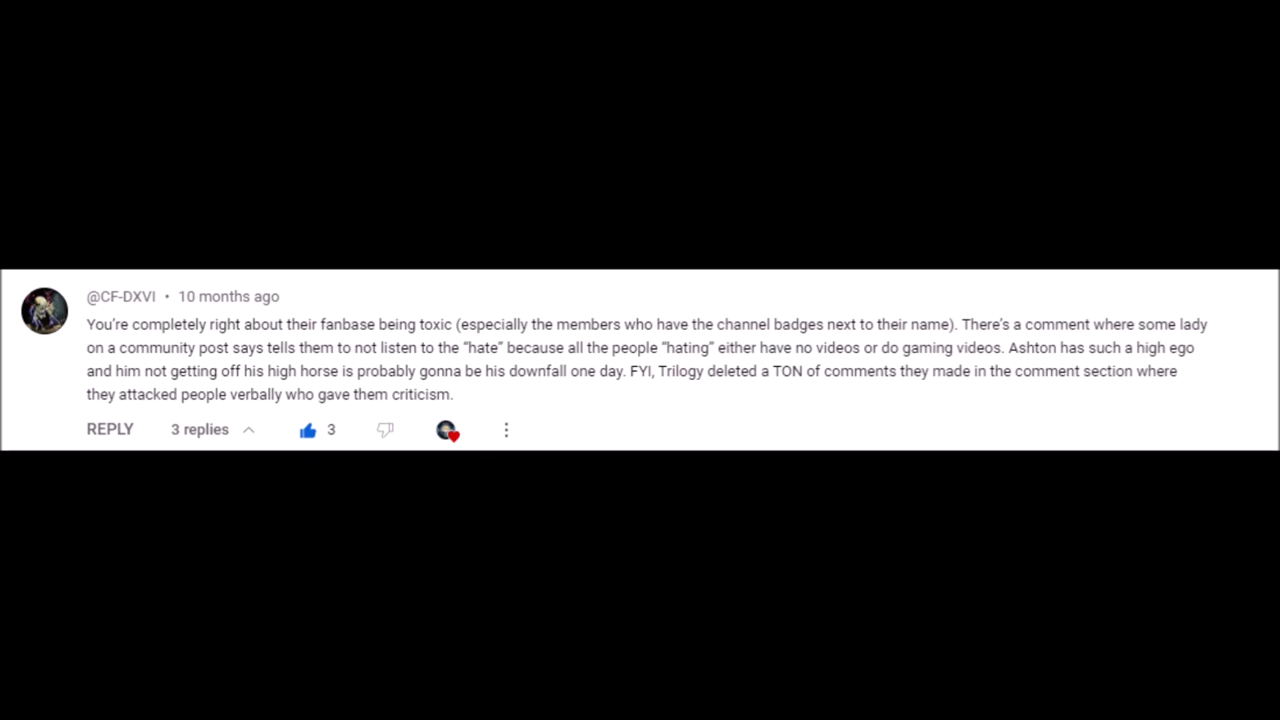 @CF-DXVI • 10 months ago
You're completely right about their fanbase being toxic (especially the members who have the channel badges next to their name). There's a comment where some lady
on a community post says tells them to not listen to the “hate” because all the people “hating” either have no videos or do gaming videos. Ashton has such a high ego
and him not getting off his high horse is probably gonna be his downfall one day. FYI, Trilogy deleted a TON of comments they made in the comment section where
they attacked people verbally who gave them criticism.
REPLY 3 replies 3